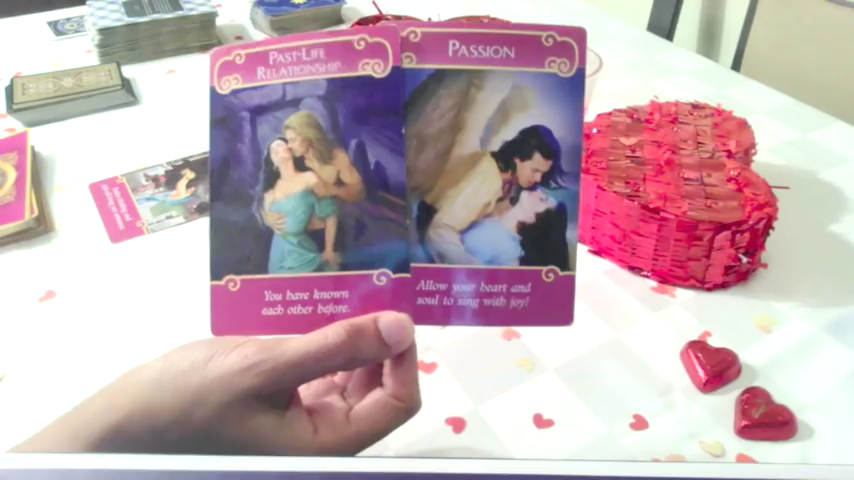 PAST-LIFE
RELATIONSHIP
You have known
each other before.
PASSION
Allow your heart and
soul to sing with joy!